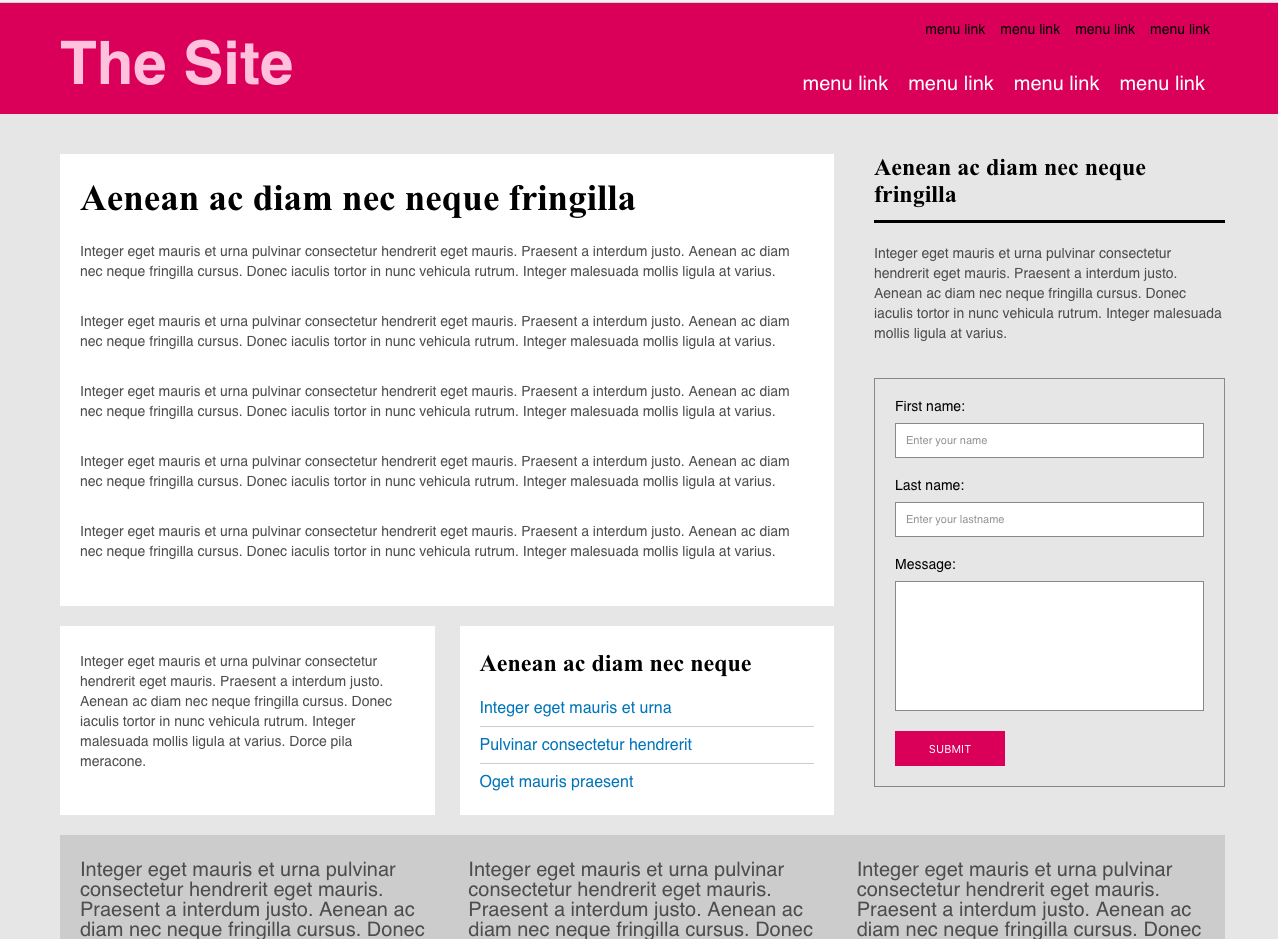 The Site
menu link menu link menu link menu link
menu link menu link menu link menu link
Aenean ac diam nec neque fringilla
Integer eget mauris et urna pulvinar consectetur hendrerit eget mauris. Praesent a interdum justo. Aenean ac diam
nec neque fringilla cursus. Donec iaculis tortor in nunc vehicula rutrum. Integer malesuada mollis ligula at varius.
Integer eget mauris et urna pulvinar consectetur hendrerit eget mauris. Praesent a interdum justo. Aenean ac diam
nec neque fringilla cursus. Donec iaculis tortor in nunc vehicula rutrum. Integer malesuada mollis ligula at varius.
Integer eget mauris et urna pulvinar consectetur hendrerit eget mauris. Praesent a interdum justo. Aenean ac diam
nec neque fringilla cursus. Donec iaculis tortor in nunc vehicula rutrum. Integer malesuada mollis ligula at varius.
Integer eget mauris et urna pulvinar consectetur hendrerit eget mauris. Praesent a interdum justo. Aenean ac diam
nec neque fringilla cursus. Donec iaculis tortor in nunc vehicula rutrum. Integer malesuada mollis ligula at varius.
Integer eget mauris et urna pulvinar consectetur hendrerit eget mauris. Praesent a interdum justo. Aenean ac diam
nec neque fringilla cursus. Donec iaculis tortor in nunc vehicula rutrum. Integer malesuada mollis ligula at varius.
Integer eget mauris et urna pulvinar consectetur
hendrerit eget mauris. Praesent a interdum justo.
Aenean ac diam nec neque fringilla cursus. Donec
iaculis tortor in nunc vehicula rutrum. Integer
malesuada mollis ligula at varius. Dorce pila
meracone.
Aenean ac diam nec neque
Integer eget mauris et urna
Pulvinar consectetur hendrerit
Oget mauris praesent
Aenean ac diam nec neque
fringilla
Integer eget mauris et urna pulvinar consectetur
hendrerit eget mauris. Praesent a interdum justo.
Aenean ac diam nec neque fringilla cursus. Donec
iaculis tortor in nunc vehicula rutrum. Integer malesuada
mollis ligula at varius.
First name:
Enter your name
Last name:
Enter your lastname
Message:
SUBMIT
Integer eget mauris et urna pulvinar
consectetur hendrerit eget mauris.
Praesent a interdum justo. Aenean ac
diam nec neque fringilla cursus. Donec
Integer eget mauris et urna pulvinar
consectetur hendrerit eget mauris.
Praesent a interdum justo. Aenean ac
diam nec neque fringilla cursus. Donec
Integer eget mauris et urna pulvinar
consectetur hendrerit eget mauris.
Praesent a interdum justo. Aenean ac
diam nec neque fringilla cursus. Donec